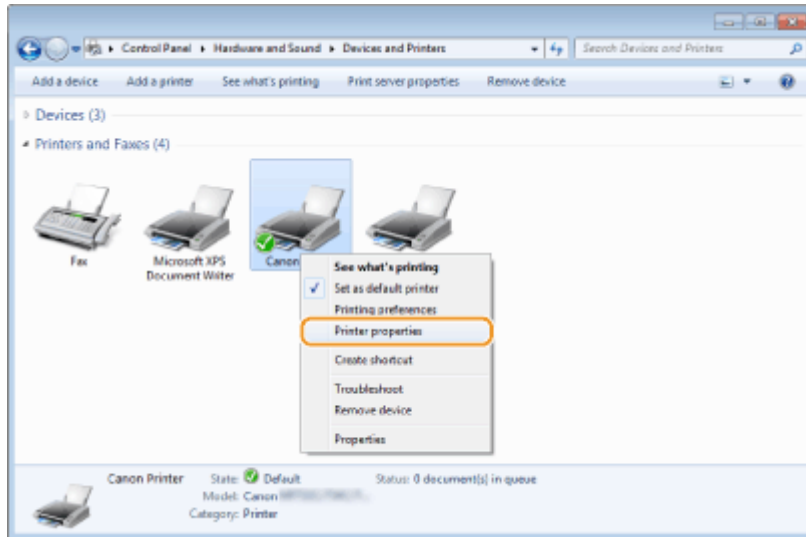 Control Panel ▸ Hardware and Sound ▸ Devices and Printers
Search Devices and Printers
Add a device Add a printer See what's printing Print server properties Remove device
Devices (3)
Printers and Faxes (4)
Fax
Microsoft XPS
Document Writer
Canon
See what's printing
Set as default printer
Printing preferences
Printer properties
Create shortcut
Troubleshoot
Remove device
Properties
Canon Printer State: Default Status: 0 document(s) in queue
Model: Canon
Category: Printer